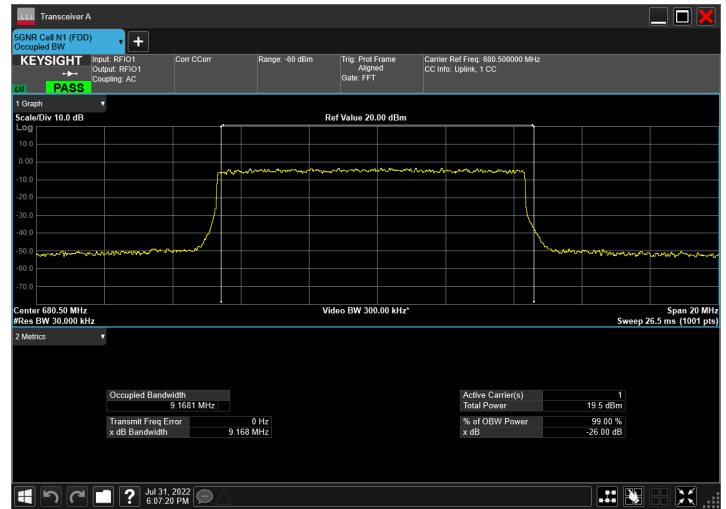 Transceiver A
5GNR Cell N1 (FDD)
Occupied BW
KEYSIGHT
LXI
PASS
Input: RFIO1
Output: RFIO1
Coupling: AC
Corr CCorr
Range: -60 dBm
Trig: Prot Frame
Aligned
Gate: FFT
Carrier Ref Freq: 680.500000 MHz
CC Info: Uplink, 1 CC
1 Graph
Scale/Div 10.0 dB
Ref Value 20.00 dBm
Log
10.0
0.00
-10.0
-20.0
-30.0
-40.0
-50.0
-60.0
-70.0
Center 680.50 MHz
Video BW 300.00 kHz*
Span 20 MHz
#Res BW 30.000 kHz
Sweep 26.5 ms (1001 pts)
2 Metrics
Occupied Bandwidth
9.1681 MHz
Transmit Freq Error 0 Hz
x dB Bandwidth 9.168 MHz
Active Carrier(s) 1
Total Power 19.5 dBm
% of OBW Power 99.00 %
x dB -26.00 dB
Jul 31, 2022
6:07:20 PM